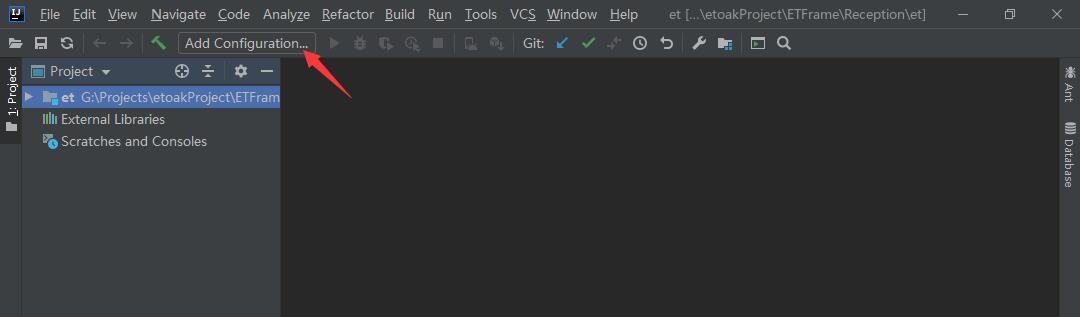 IJ File Edit View Navigate Code Analyze Refactor Build Run Tools VCS Window Help et [...\etoakProject\ETFrame\Reception\et]
Add Configuration... Git:
1: Project
Project
et G:\Projects\etoakProject\ETFram
External Libraries
Scratches and Consoles
Ant
Database